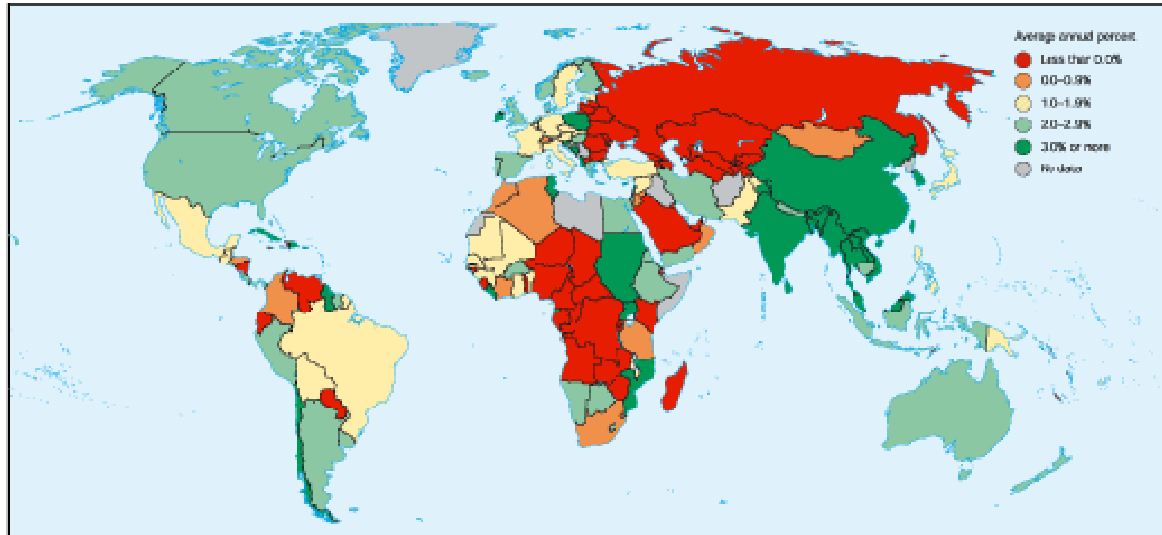 Average annual percent
Less than 0.0%
0.0–0.9%
1.0–1.9%
2.0–2.9%
3.0% or more
No data